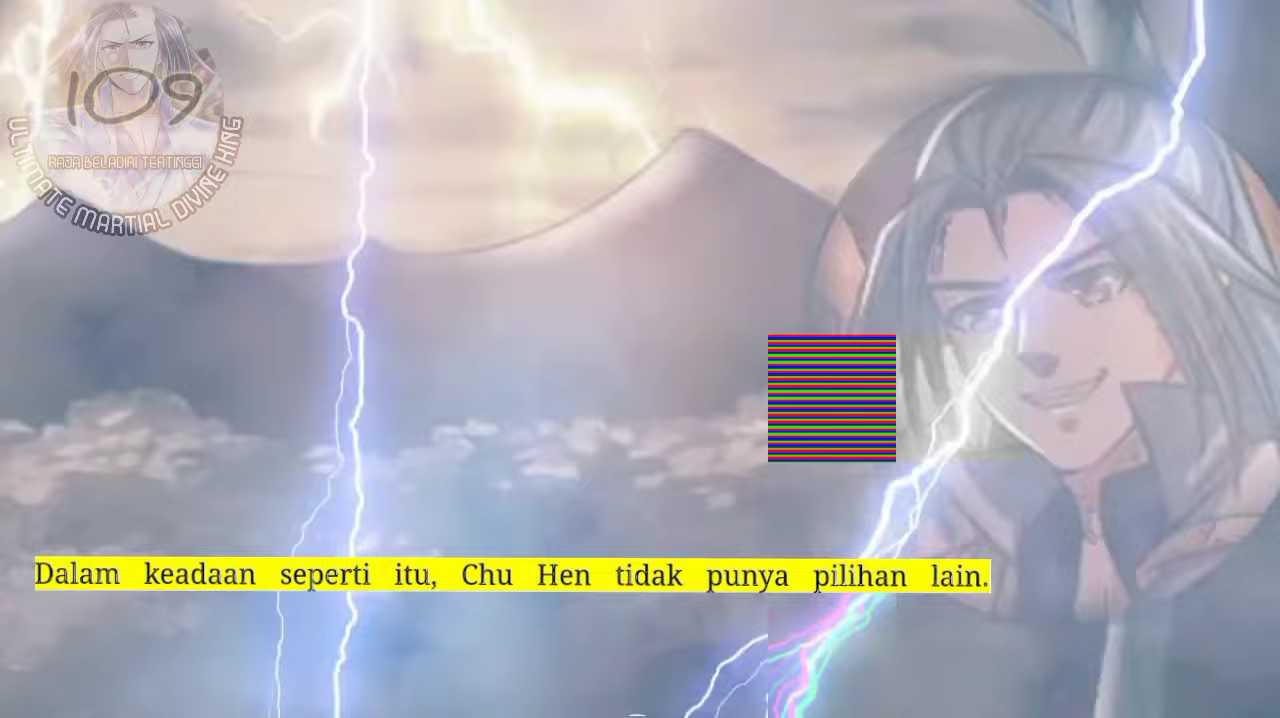 109
RAJA BELADIRI TERTINGGI
ULTIMATE MARTIAL DIVINE KING
Dalam keadaan seperti itu, Chu Hen tidak punya pilihan lain.